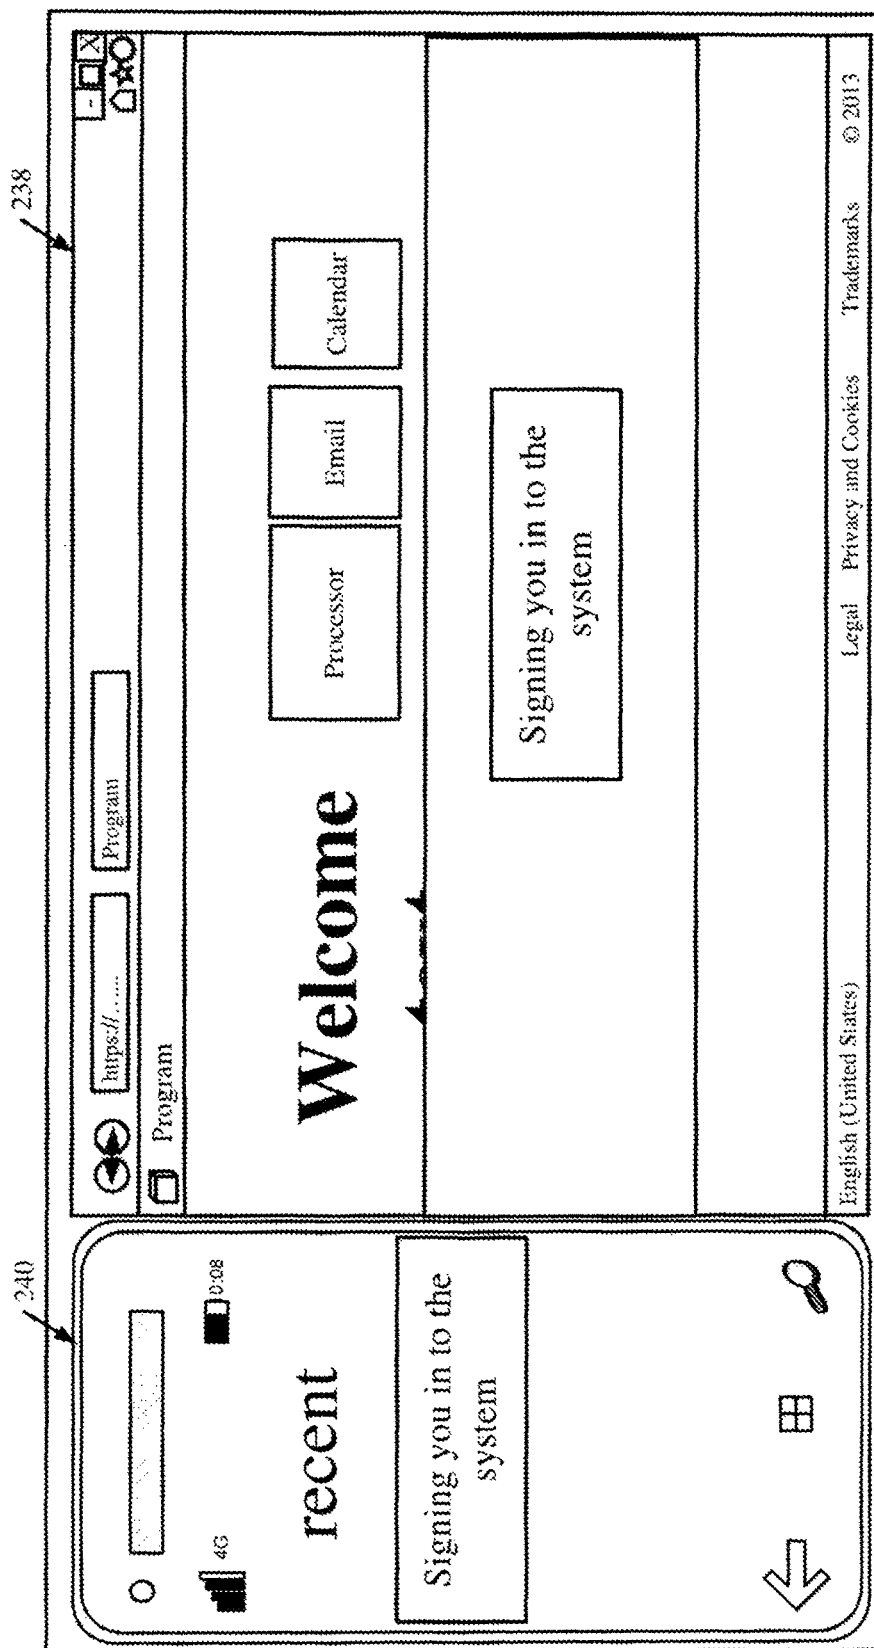 240
4G
0:08
recent
Signing you in to the
system
238
https://......
Program
- X
Program
Welcome
Processor
Email
Calendar
Signing you in to the
system
English (United States)
Legal
Privacy and Cookies
Trademarks
© 2013